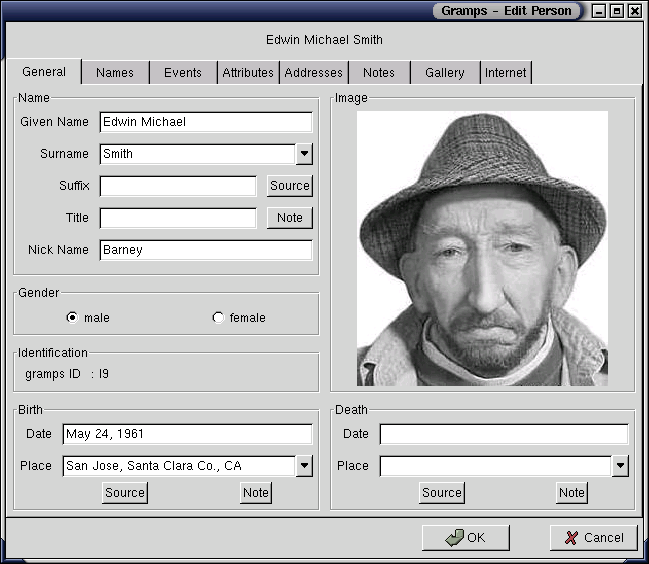 Gramps - Edit Person
Edwin Michael Smith
General Names Events Attributes Addresses Notes Gallery Internet
Name
Given Name Edwin Michael
Surname Smith
Suffix Source
Title Note
Nick Name Barney
Image
Gender
male female
Identification
gramps ID : I9
Birth
Date May 24, 1961
Place San Jose, Santa Clara Co., CA
Source Note
Death
Date
Place
Source Note
OK Cancel